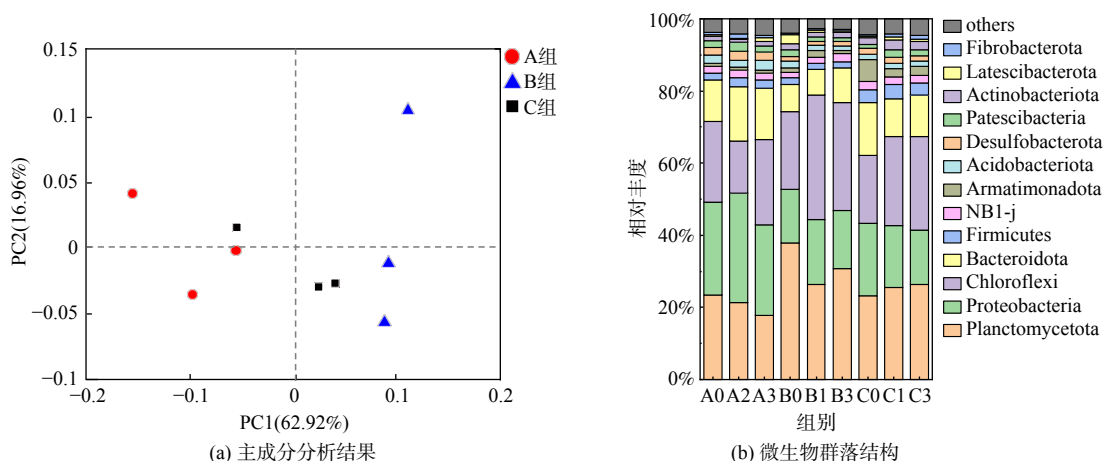 0.15
0.1
0.05
0
−0.05
−0.1
−0.2
−0.1
0
0.1
0.2
PC2(16.96%)
PC1(62.92%)
A组
B组
C组
(a) 主成分分析结果
100%
80%
60%
40%
20%
0%
相对丰度
A0 A2 A3 B0 B1 B3 C0 C1 C3
组别
others
Fibrobacterota
Latescibacterota
Actinobacteriota
Patescibacteria
Desulfobacterota
Acidobacteriota
Armatimonadota
NB1-j
Firmicutes
Bacteroidota
Chloroflexi
Proteobacteria
Planctomycetota
(b) 微生物群落结构